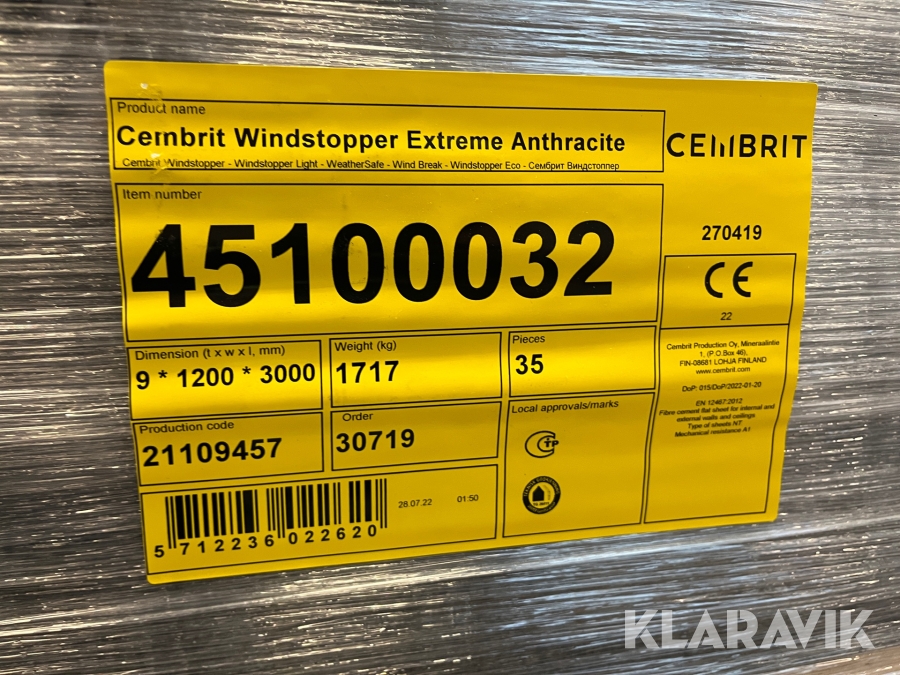 Product name
Cembrit Windstopper Extreme Anthracite
Cembrit Windstopper - Windstopper Light - WeatherSafe - Wind Break - Windstopper Eco - Сембрит Виндстоппер
CEMBRIT
Item number
45100032
270419
CE
22
Dimension (t x w x l, mm)
9 * 1200 * 3000
Weight (kg)
1717
Pieces
35
Production code
21109457
Order
30719
Local approvals/marks
Cembrit Production Oy, Mineraalintie
1, (P.O.Box 46),
FIN-08681 LOHJA FINLAND
www.cembrit.com
DoP: 015/DoP/2022-01-20
EN 12467:2012
Fibre cement flat sheet for internal and
external walls and ceilings
Type of sheets NT
Mechanical resistance A1
28.07.22 01:50
5 712236 022620
KLARAVIK